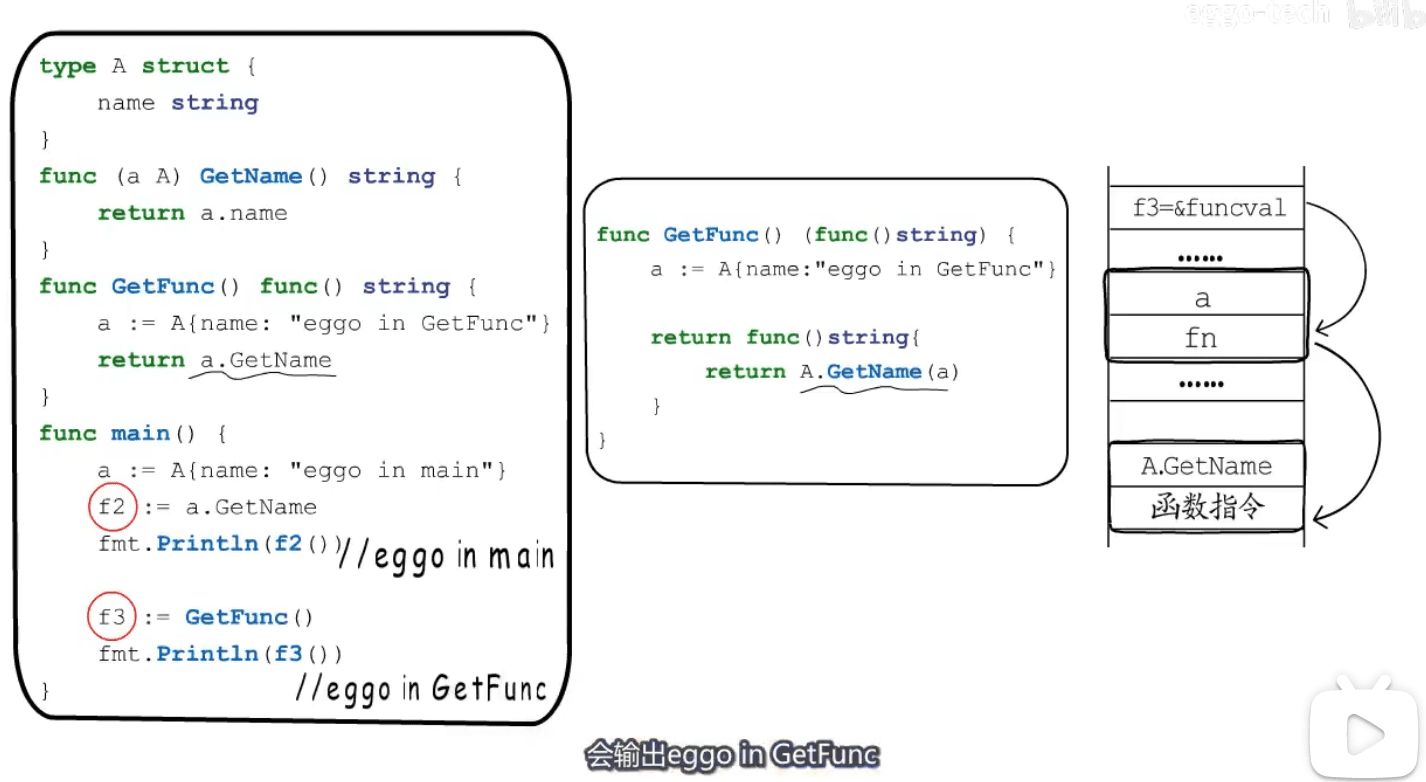 eggo-tech bilibili
type A struct {
name string
}
func (a A) GetName() string {
return a.name
}
func GetFunc() func() string {
a := A{name: "eggo in GetFunc"}
return a.GetName
}
func main() {
a := A{name: "eggo in main"}
f2 := a.GetName
fmt.Println(f2()) //eggo in main
f3 := GetFunc()
fmt.Println(f3())
//eggo in GetFunc
}
func GetFunc() (func()string) {
a := A{name:"eggo in GetFunc"}
return func()string{
return A.GetName(a)
}
}
f3=&funcval
······
a
fn
······
A.GetName
函数指令
会输出eggo in GetFunc